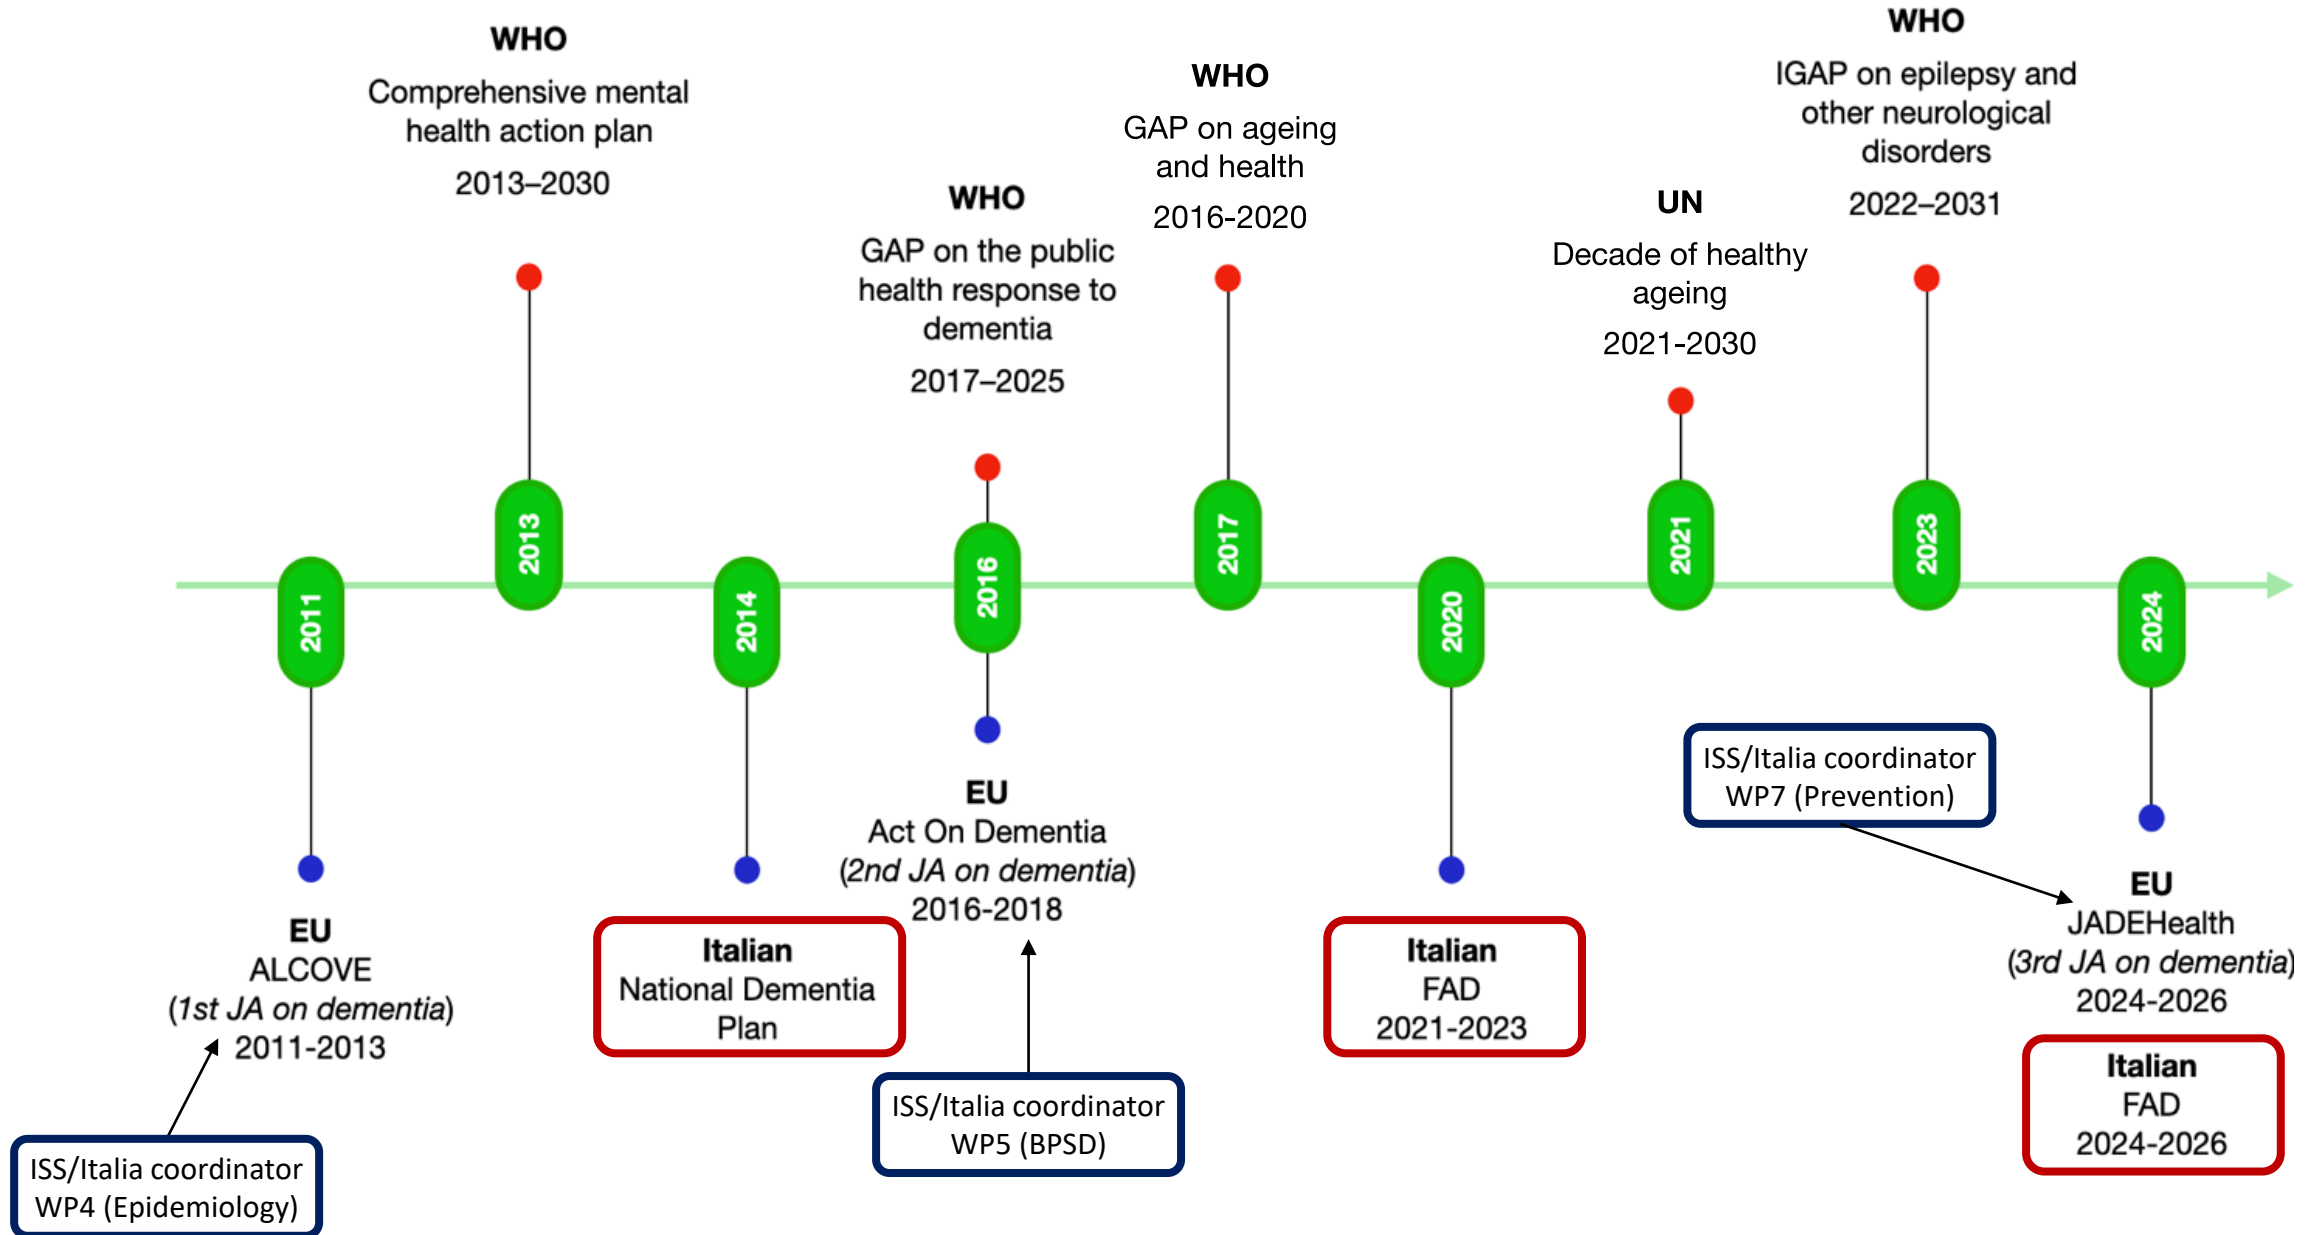 WHO
Comprehensive mental
health action plan
2013–2030
WHO
GAP on the public
health response to
dementia
2017–2025
WHO
GAP on ageing
and health
2016-2020
UN
Decade of healthy
ageing
2021-2030
WHO
IGAP on epilepsy and
other neurological
disorders
2022–2031
2011
2013
2014
2016
2017
2020
2021
2023
2024
EU
ALCOVE
(1st JA on dementia)
2011-2013
ISS/Italia coordinator
WP4 (Epidemiology)
Italian
National Dementia
Plan
EU
Act On Dementia
(2nd JA on dementia)
2016-2018
ISS/Italia coordinator
WP5 (BPSD)
Italian
FAD
2021-2023
ISS/Italia coordinator
WP7 (Prevention)
EU
JADEHealth
(3rd JA on dementia)
2024-2026
Italian
FAD
2024-2026